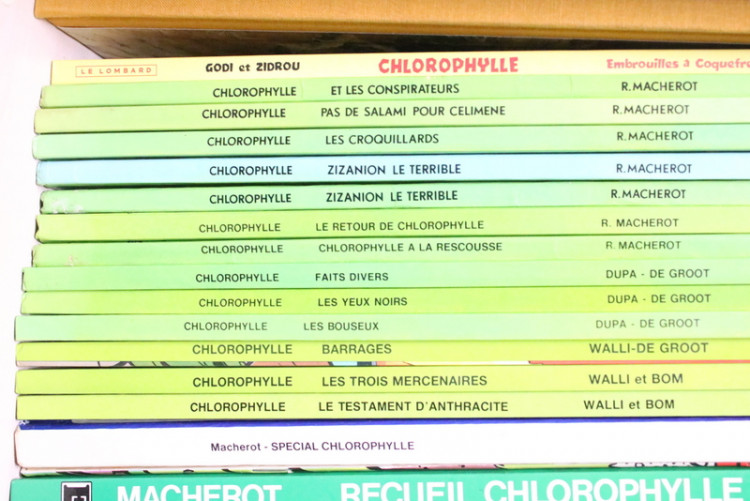 LE LOMBARD GODI et ZIDROU CHLOROPHYLLE Embrouilles à Coquefre
CHLOROPHYLLE ET LES CONSPIRATEURS R. MACHEROT
CHLOROPHYLLE PAS DE SALAMI POUR CELIMENE R. MACHEROT
CHLOROPHYLLE LES CROQUILLARDS R. MACHEROT
CHLOROPHYLLE ZIZANION LE TERRIBLE R. MACHEROT
CHLOROPHYLLE ZIZANION LE TERRIBLE R. MACHEROT
CHLOROPHYLLE LE RETOUR DE CHLOROPHYLLE R. MACHEROT
CHLOROPHYLLE CHLOROPHYLLE A LA RESCOUSSE R MACHEROT
CHLOROPHYLLE FAITS DIVERS DUPA - DE GROOT
CHLOROPHYLLE LES YEUX NOIRS DUPA - DE GROOT
CHLOROPHYLLE LES BOUSEUX DUPA - DE GROOT
CHLOROPHYLLE BARRAGES WALLI-DE GROOT
CHLOROPHYLLE LES TROIS MERCENAIRES WALLI et BOM
CHLOROPHYLLE LE TESTAMENT D'ANTHRACITE WALLI et BOM
Macherot - SPECIAL CHLOROPHYLLE
MACHEROT RECUEIL CHLOROPHYLLE